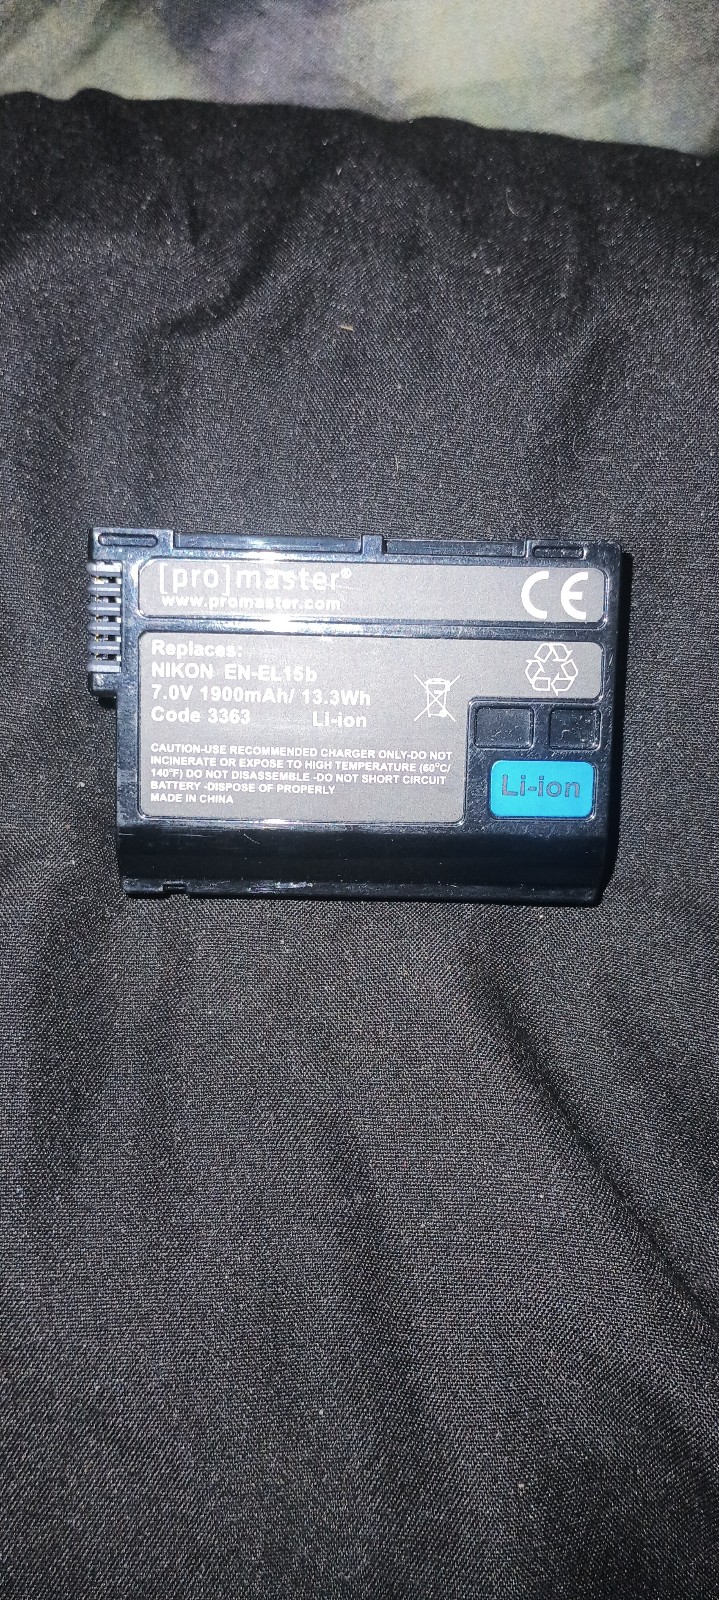 [pro]master®
www.promaster.com
CE
Replaces:
NIKON EN-EL15b
7.0V 1900mAh/ 13.3Wh
Code 3363 Li-ion
CAUTION-USE RECOMMENDED CHARGER ONLY-DO NOT
INCINERATE OR EXPOSE TO HIGH TEMPERATURE (60°C/
140°F) DO NOT DISASSEMBLE -DO NOT SHORT CIRCUIT
BATTERY -DISPOSE OF PROPERLY
MADE IN CHINA
Li-ion